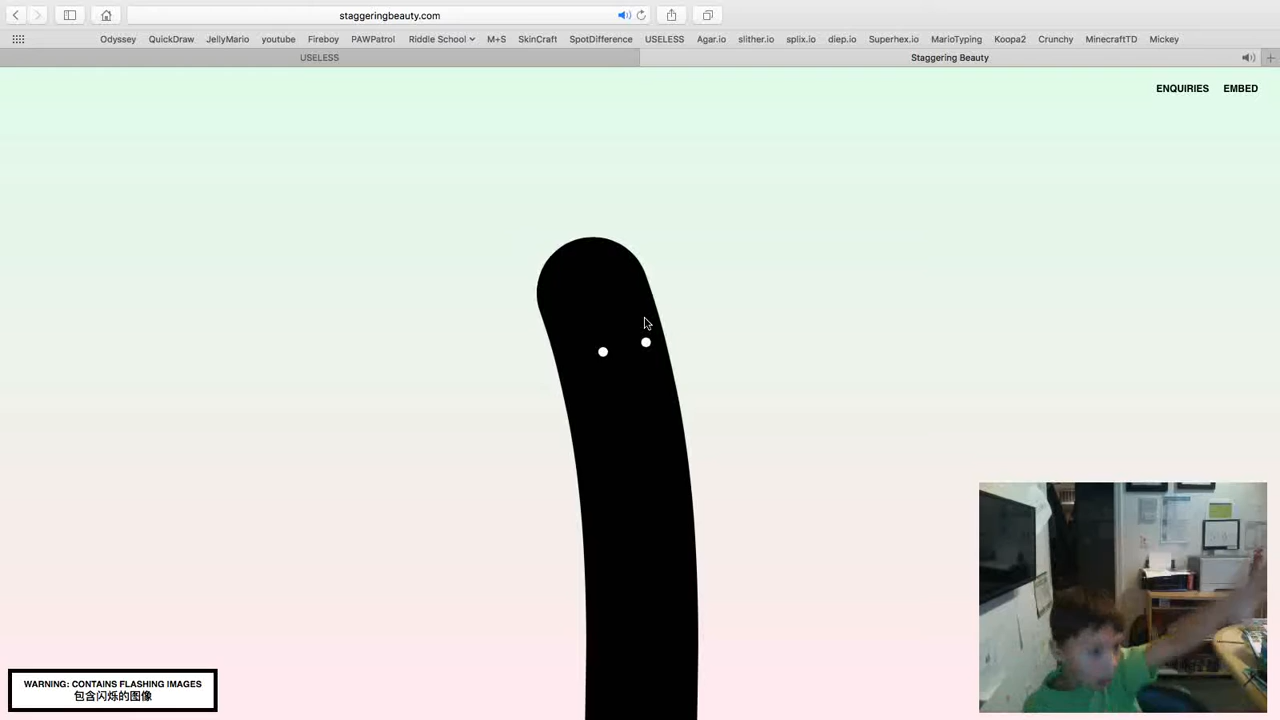 staggeringbeauty.com
Odyssey QuickDraw JellyMario youtube Fireboy PAWPatrol Riddle School M+S SkinCraft SpotDifference USELESS Agar.io slither.io splix.io diep.io Superhex.io MarioTyping Koopa2 Crunchy MinecraftTD Mickey
USELESS Staggering Beauty
ENQUIRIES EMBED
WARNING: CONTAINS FLASHING IMAGES
包含闪烁的图像